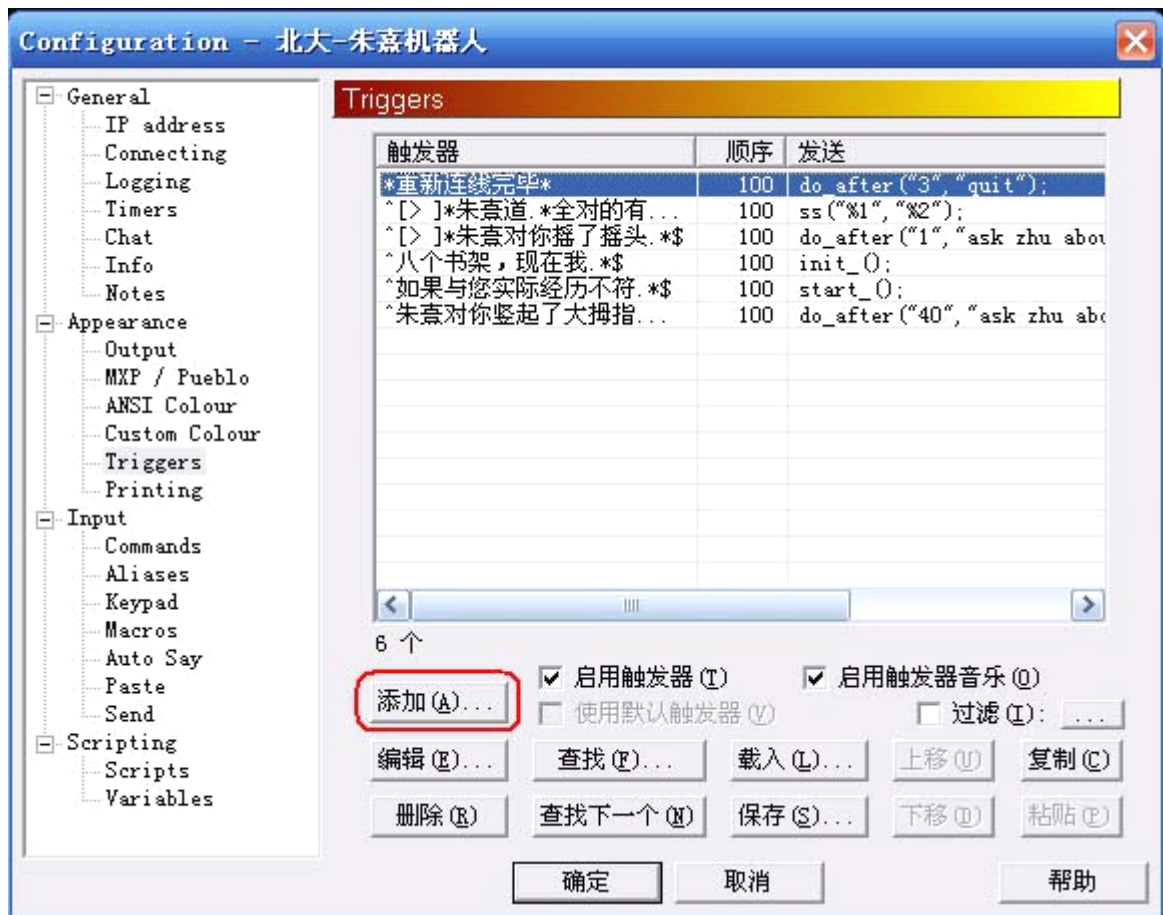 Configuration - 北大-朱熹机器人
General
IP address
Connecting
Logging
Timers
Chat
Info
Notes
Appearance
Output
MXP / Pueblo
ANSI Colour
Custom Colour
Triggers
Printing
Input
Commands
Aliases
Keypad
Macros
Auto Say
Paste
Send
Scripting
Scripts
Variables
Triggers
触发器 顺序 发送
*重新连线完毕* 100 do_after("3","quit");
^[> ]*朱熹道.*全对的有... 100 ss("%1","%2");
^[> ]*朱熹对你摇了摇头.*$ 100 do_after("1","ask zhu abou
^八个书架，现在我.*$ 100 init_();
^如果与您实际经历不符.*$ 100 start_();
^朱熹对你竖起了大拇指... 100 do_after("40","ask zhu abo
6 个
添加(A)...
启用触发器(T)
启用触发器音乐(O)
使用默认触发器(V)
过滤(I): ...
编辑(E)... 查找(F)... 载入(L)... 上移(U) 复制(C)
删除(R) 查找下一个(N) 保存(S)... 下移(D) 粘贴(P)
确定 取消 帮助